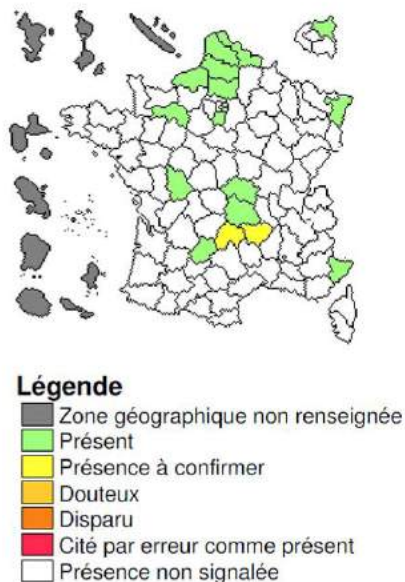 Légende
Zone géographique non renseignée
Présent
Présence à confirmer
Douteux
Disparu
Cité par erreur comme présent
Présence non signalée